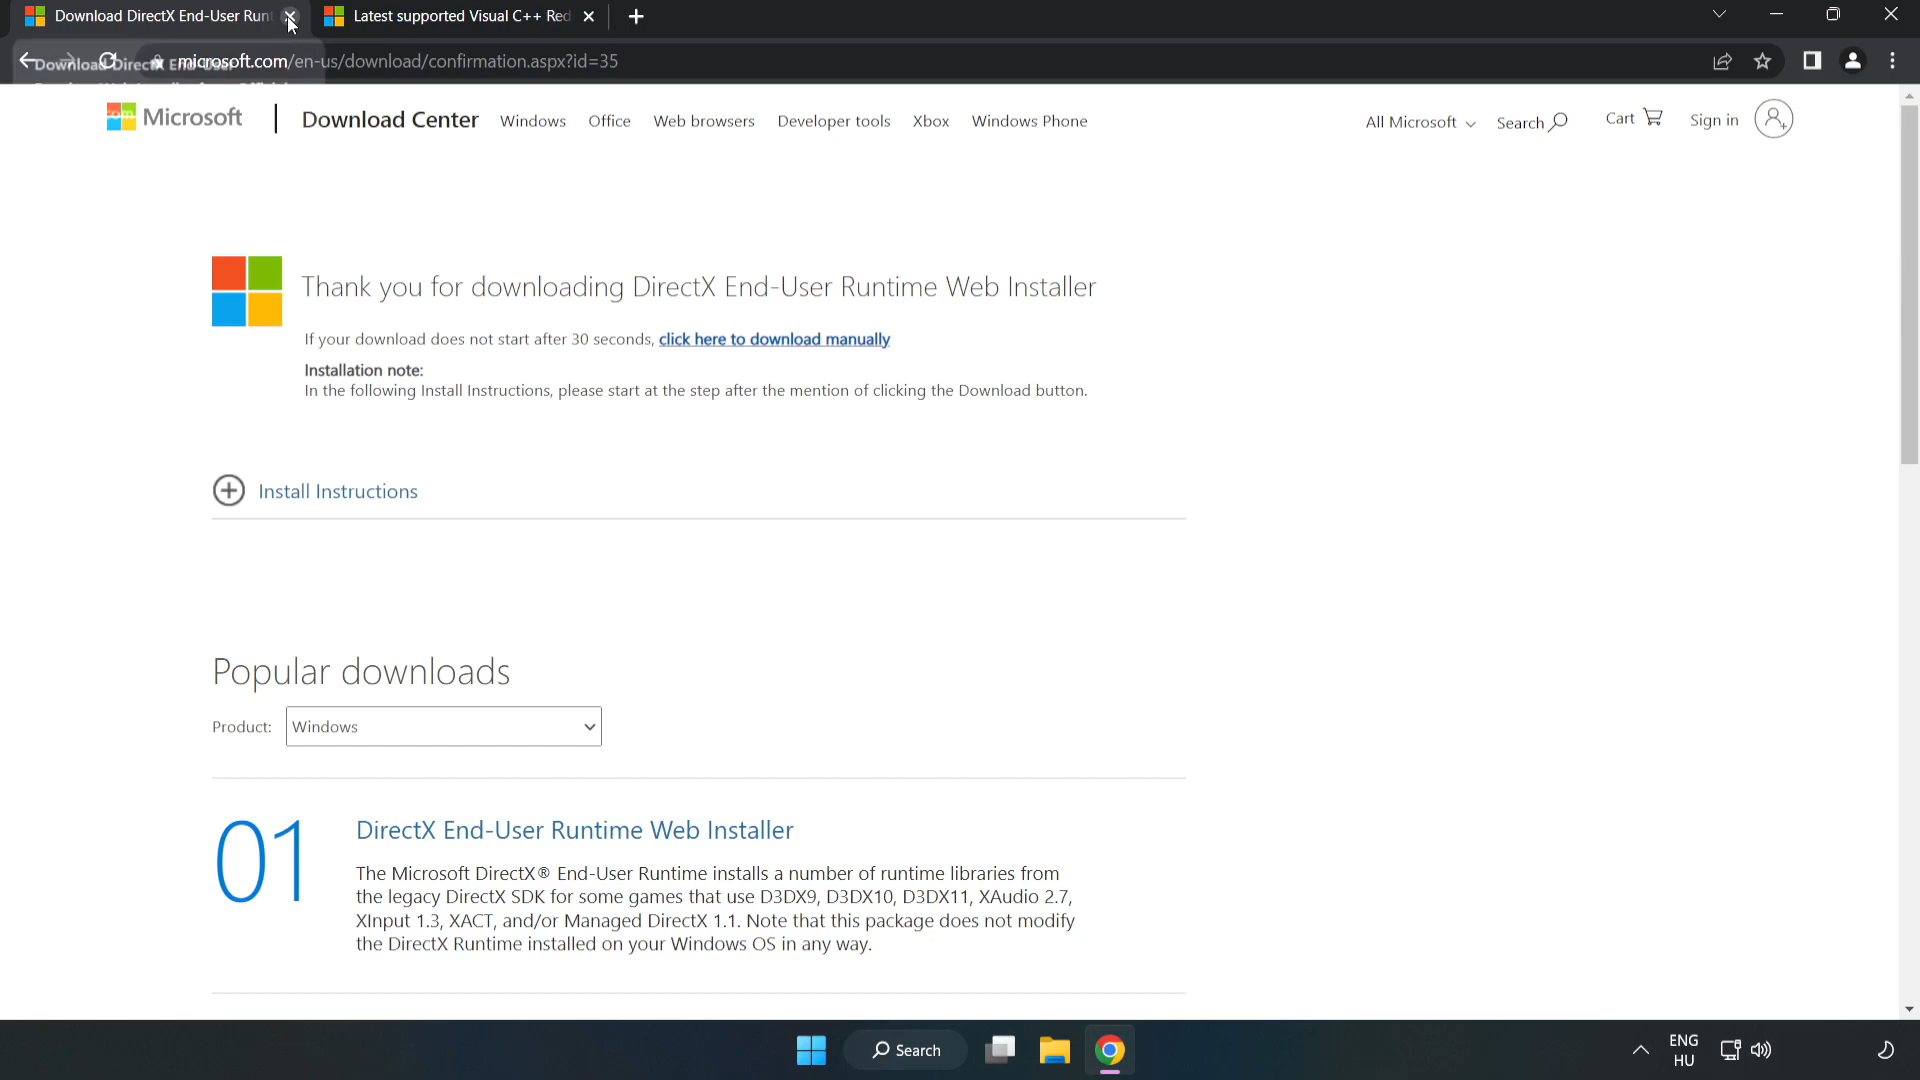 Download DirectX End-User Runt
Latest supported Visual C++ Red
microsoft.com/en-us/download/confirmation.aspx?id=35
Download DirectX End-User
Microsoft
Download Center
Windows
Office
Web browsers
Developer tools
Xbox
Windows Phone
All Microsoft
Search
Cart
Sign in
Thank you for downloading DirectX End-User Runtime Web Installer
If your download does not start after 30 seconds, click here to download manually
Installation note:
In the following Install Instructions, please start at the step after the mention of clicking the Download button.
Install Instructions
Popular downloads
Product:
Windows
01
DirectX End-User Runtime Web Installer
The Microsoft DirectX® End-User Runtime installs a number of runtime libraries from
the legacy DirectX SDK for some games that use D3DX9, D3DX10, D3DX11, XAudio 2.7,
XInput 1.3, XACT, and/or Managed DirectX 1.1. Note that this package does not modify
the DirectX Runtime installed on your Windows OS in any way.
Search
ENG
HU